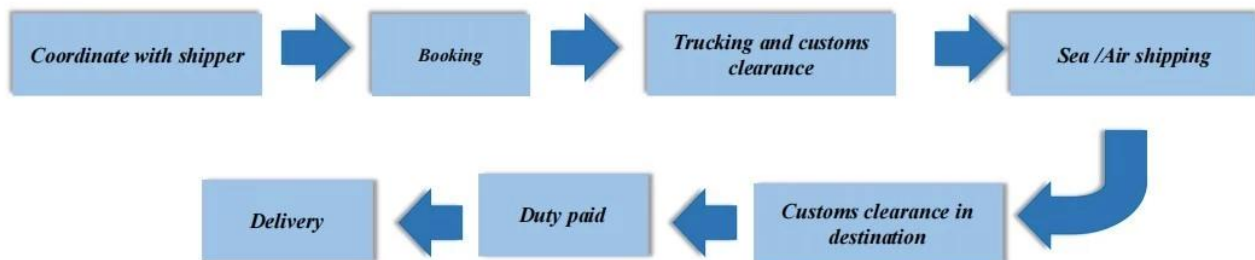 Coordinate with shipper
Booking
Trucking and customs
clearance
Sea /Air shipping
Customs clearance in
destination
Duty paid
Delivery